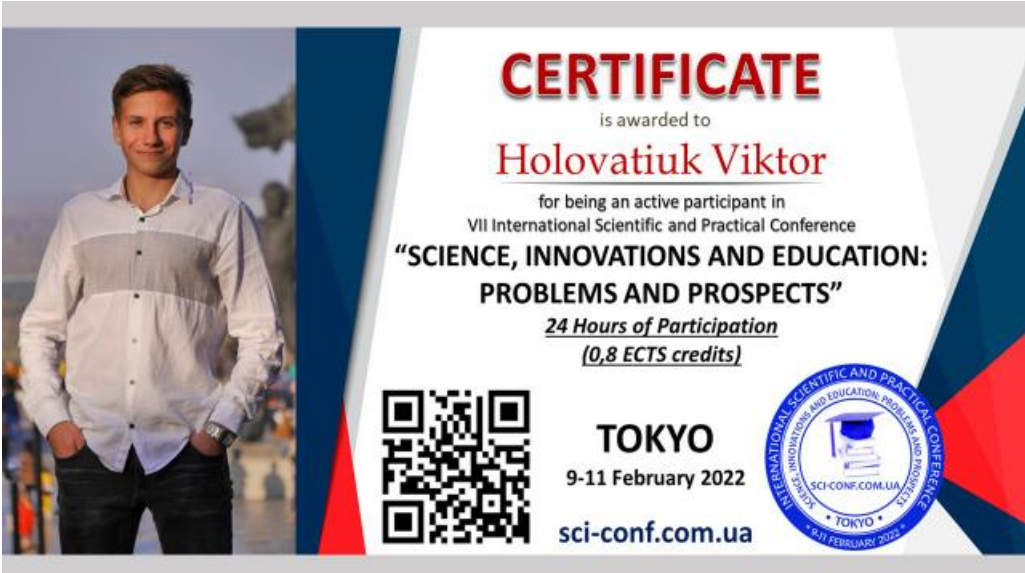 CERTIFICATE
is awarded to
Holovatiuk Viktor
for being an active participant in
VII International Scientific and Practical Conference
“SCIENCE, INNOVATIONS AND EDUCATION:
PROBLEMS AND PROSPECTS”
24 Hours of Participation
(0,8 ECTS credits)
TOKYO
9-11 February 2022
sci-conf.com.ua
INTERNATIONAL SCIENTIFIC AND PRACTICAL CONFERENCE
SCIENCE, INNOVATIONS AND EDUCATION: PROBLEMS AND PROSPECTS
SCI-CONF.COM.UA
• TOKYO •
• 9-11 FEBRUARY 2022 •